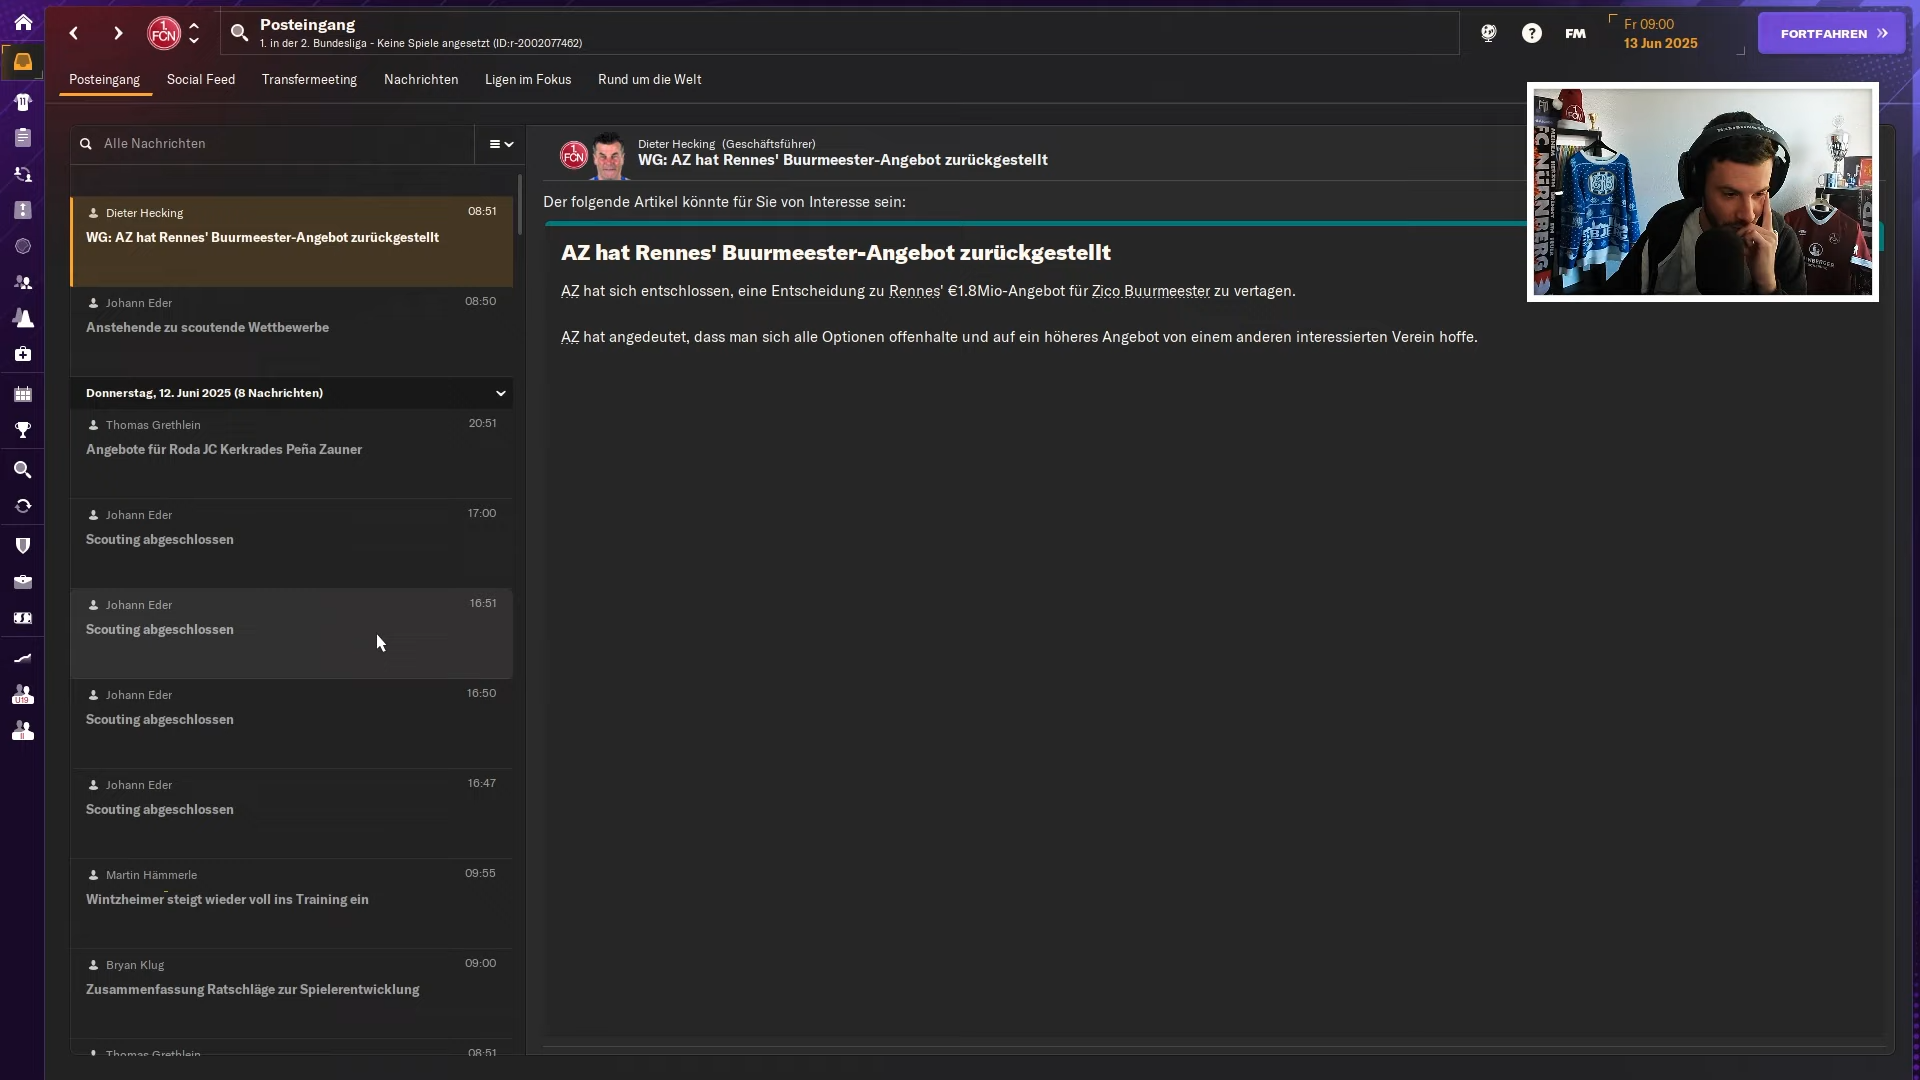 Posteingang
1. in der 2. Bundesliga - Keine Spiele angesetzt (ID:r-2002077462)
FM
Fr 09:00
13 Jun 2025
FORTFAHREN
Posteingang
Social Feed
Transfermeeting
Nachrichten
Ligen im Fokus
Rund um die Welt
Alle Nachrichten
Dieter Hecking 08:51
WG: AZ hat Rennes' Buurmeester-Angebot zurückgestellt
Johann Eder 08:50
Anstehende zu scoutende Wettbewerbe
Donnerstag, 12. Juni 2025 (8 Nachrichten)
Thomas Grethlein 20:51
Angebote für Roda JC Kerkrades Peña Zauner
Johann Eder 17:00
Scouting abgeschlossen
Johann Eder 16:51
Scouting abgeschlossen
Johann Eder 16:50
Scouting abgeschlossen
Johann Eder 16:47
Scouting abgeschlossen
Martin Hämmerle 09:55
Wintzheimer steigt wieder voll ins Training ein
Bryan Klug 09:00
Zusammenfassung Ratschläge zur Spielerentwicklung
Thomas Grethlein 08:51
Dieter Hecking (Geschäftsführer)
WG: AZ hat Rennes' Buurmeester-Angebot zurückgestellt
Der folgende Artikel könnte für Sie von Interesse sein:
AZ hat Rennes' Buurmeester-Angebot zurückgestellt
AZ hat sich entschlossen, eine Entscheidung zu Rennes' €1.8Mio-Angebot für Zico Buurmeester zu vertagen.
AZ hat angedeutet, dass man sich alle Optionen offenhalte und auf ein höheres Angebot von einem anderen interessierten Verein hoffe.
FCN
FCN
U19
II
11
FC NÜRNBERG